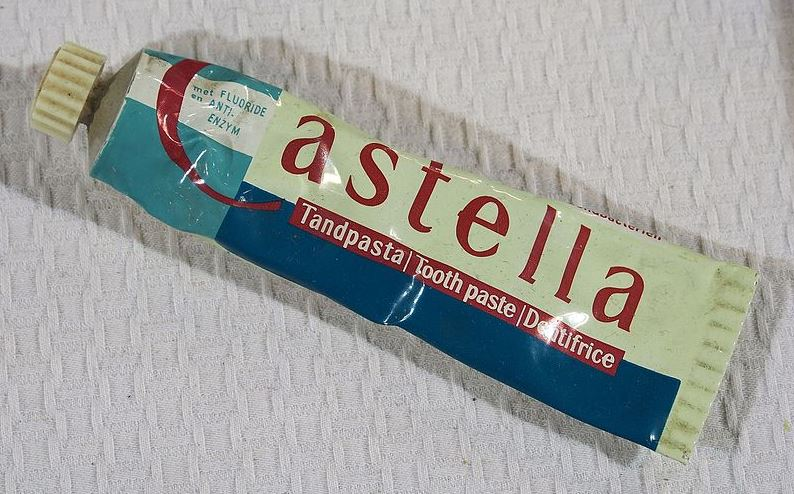 met FLUORIDE
en ANTI-
ENZYM
Castella
Tandpasta | Tooth paste | Dentifrice